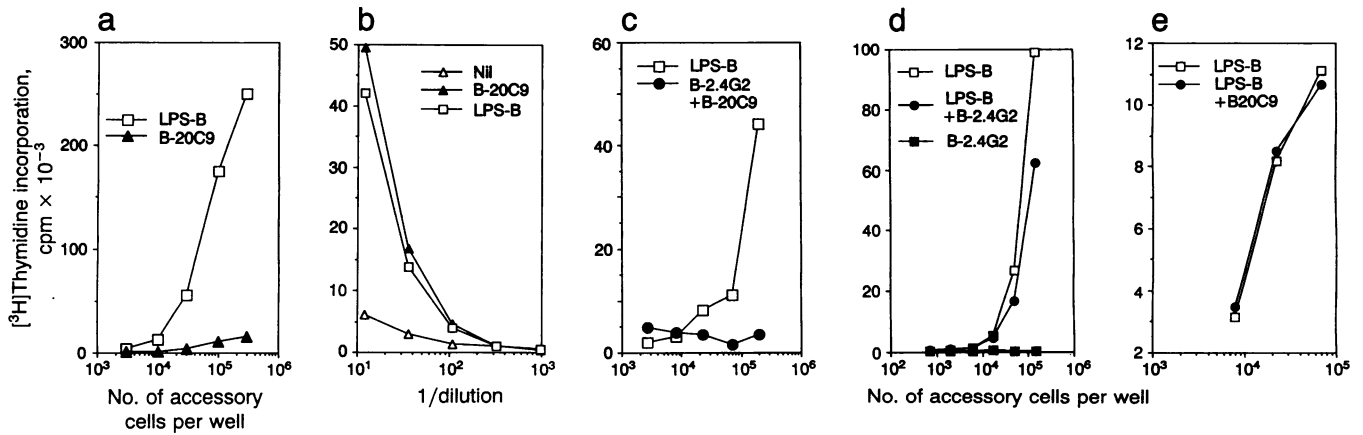 a
b
c
d
e
[³H]Thymidine incorporation,
cpm × 10⁻³
300
200
100
0
LPS-B
B-20C9
10³
10⁴
10⁵
10⁶
No. of accessory
cells per well
50
40
30
20
10
0
Nil
B-20C9
LPS-B
10¹
10²
10³
1/dilution
60
40
20
0
LPS-B
B-2.4G2
+B-20C9
10³
10⁴
10⁵
10⁶
100
80
60
40
20
0
LPS-B
LPS-B
+B-2.4G2
B-2.4G2
10²
10³
10⁴
10⁵
10⁶
12
10
8
6
4
2
LPS-B
LPS-B
+B20C9
10³
10⁴
10⁵
No. of accessory cells per well